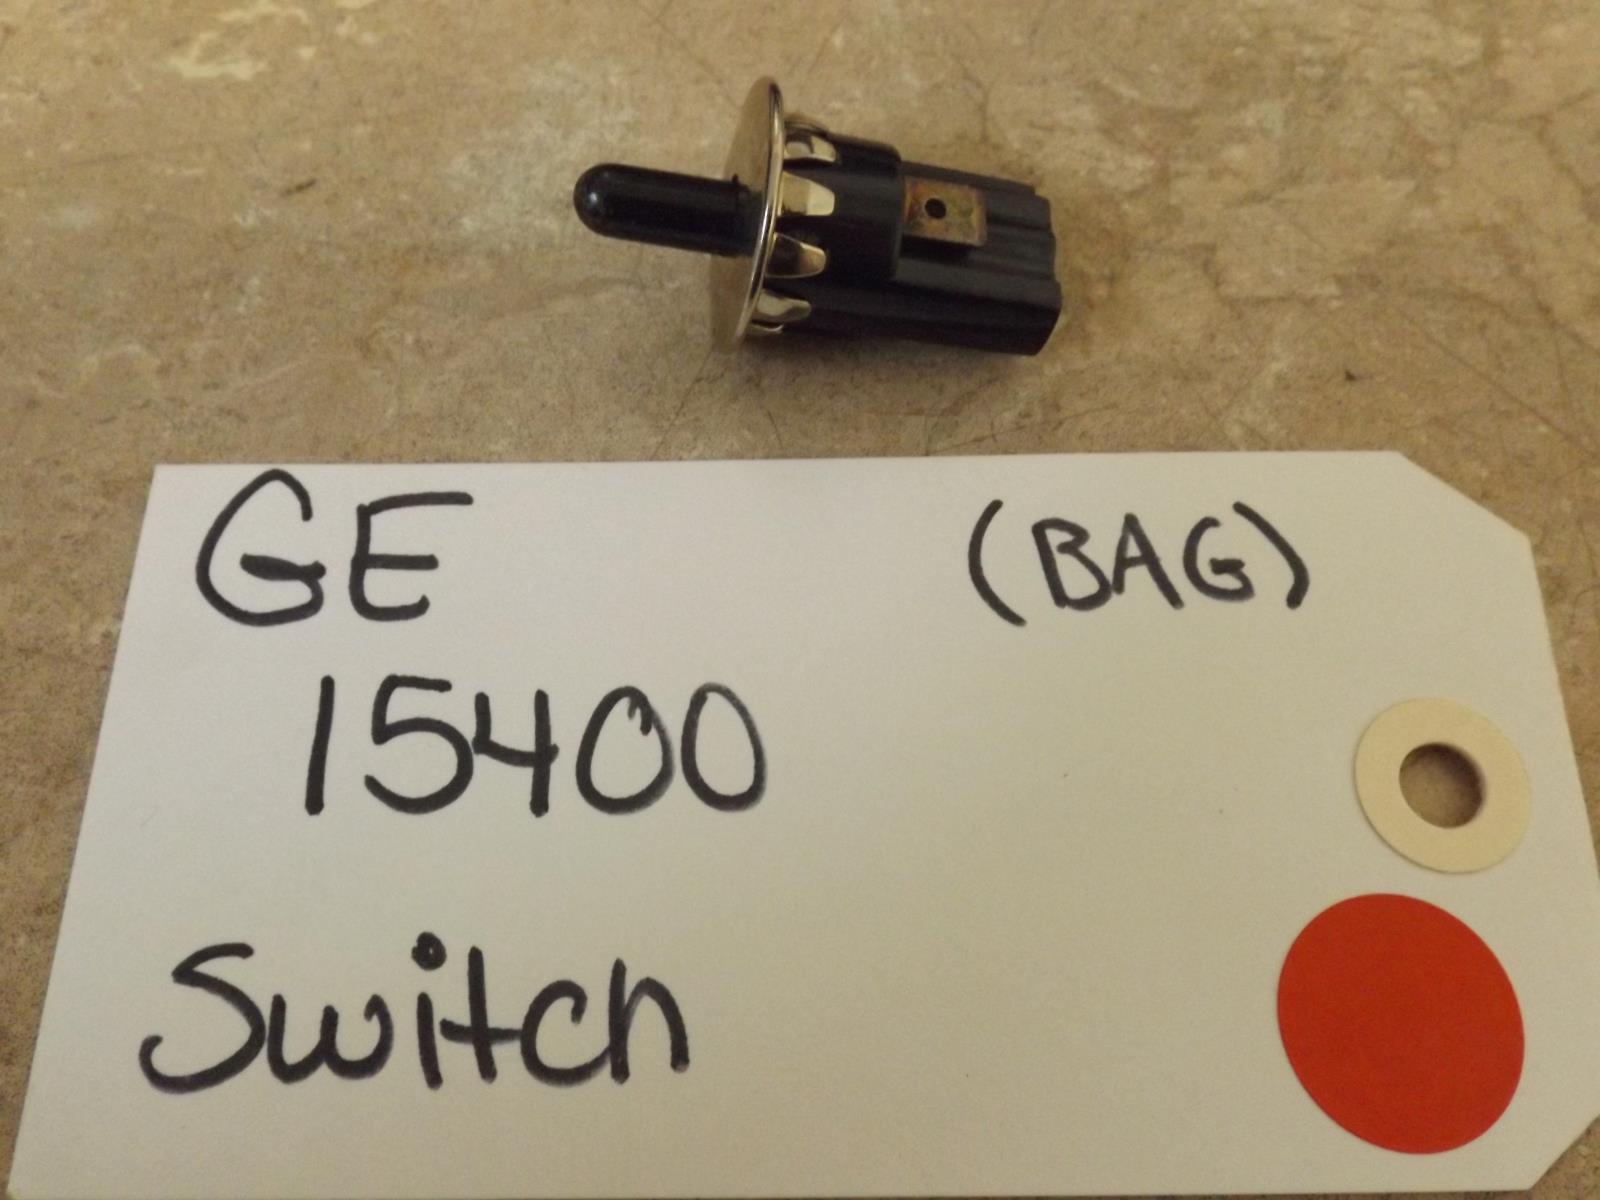 GE (BAG)
15400
Switch